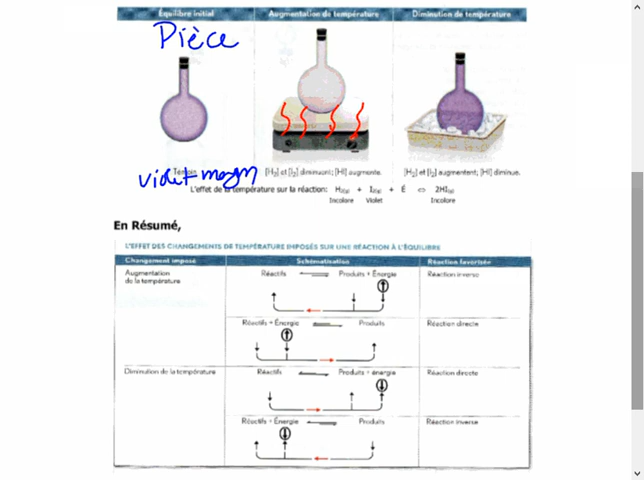 Équilibre initial
Augmentation de température
Diminution de température
Pièce
Témoin
violet moyen
[H₂] et [I₂] diminuent; [HI] augmente.
[H₂] et [I₂] augmentent; [HI] diminue.
L'effet de la température sur la réaction: H₂(g) + I₂(g) + É ⇔ 2HI(g)
Incolore Violet Incolore
En Résumé,
L'EFFET DES CHANGEMENTS DE TEMPÉRATURE IMPOSÉS SUR UNE RÉACTION À L'ÉQUILIBRE
Changement imposé Schématisation Réaction favorisée
Augmentation de la température
Réactifs Produits + Énergie
Réaction inverse
Réactifs + Énergie Produits
Réaction directe
Diminution de la température
Réactifs Produits + énergie
Réaction directe
Réactifs + Énergie Produits
Réaction inverse